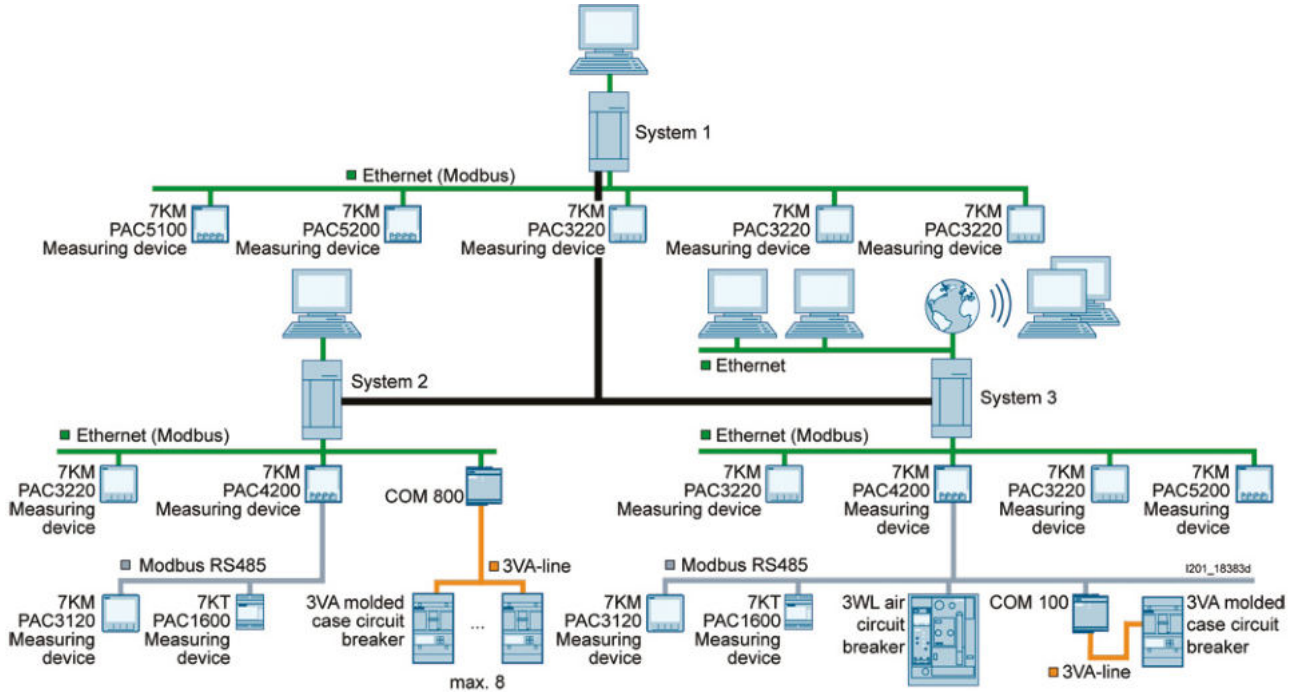 System 1
Ethernet (Modbus)
7KM
PAC5100
Measuring device
7KM
PAC5200
Measuring device
7KM
PAC3220
Measuring device
7KM
PAC3220
Measuring device
7KM
PAC3220
Measuring device
Ethernet
System 2
System 3
Ethernet (Modbus)
7KM
PAC3220
Measuring
device
7KM
PAC4200
Measuring device
COM 800
Ethernet (Modbus)
7KM
PAC3220
Measuring device
7KM
PAC4200
Measuring
device
7KM
PAC3220
Measuring
device
7KM
PAC5200
Measuring
device
Modbus RS485
3VA-line
7KM
PAC3120
Measuring
device
7KT
PAC1600
Measuring
device
3VA molded
case circuit
breaker
...
max. 8
Modbus RS485
I201_18383d
7KM
PAC3120
Measuring
device
7KT
PAC1600
Measuring
device
3WL air
circuit
breaker
COM 100
3VA molded
case circuit
breaker
3VA-line